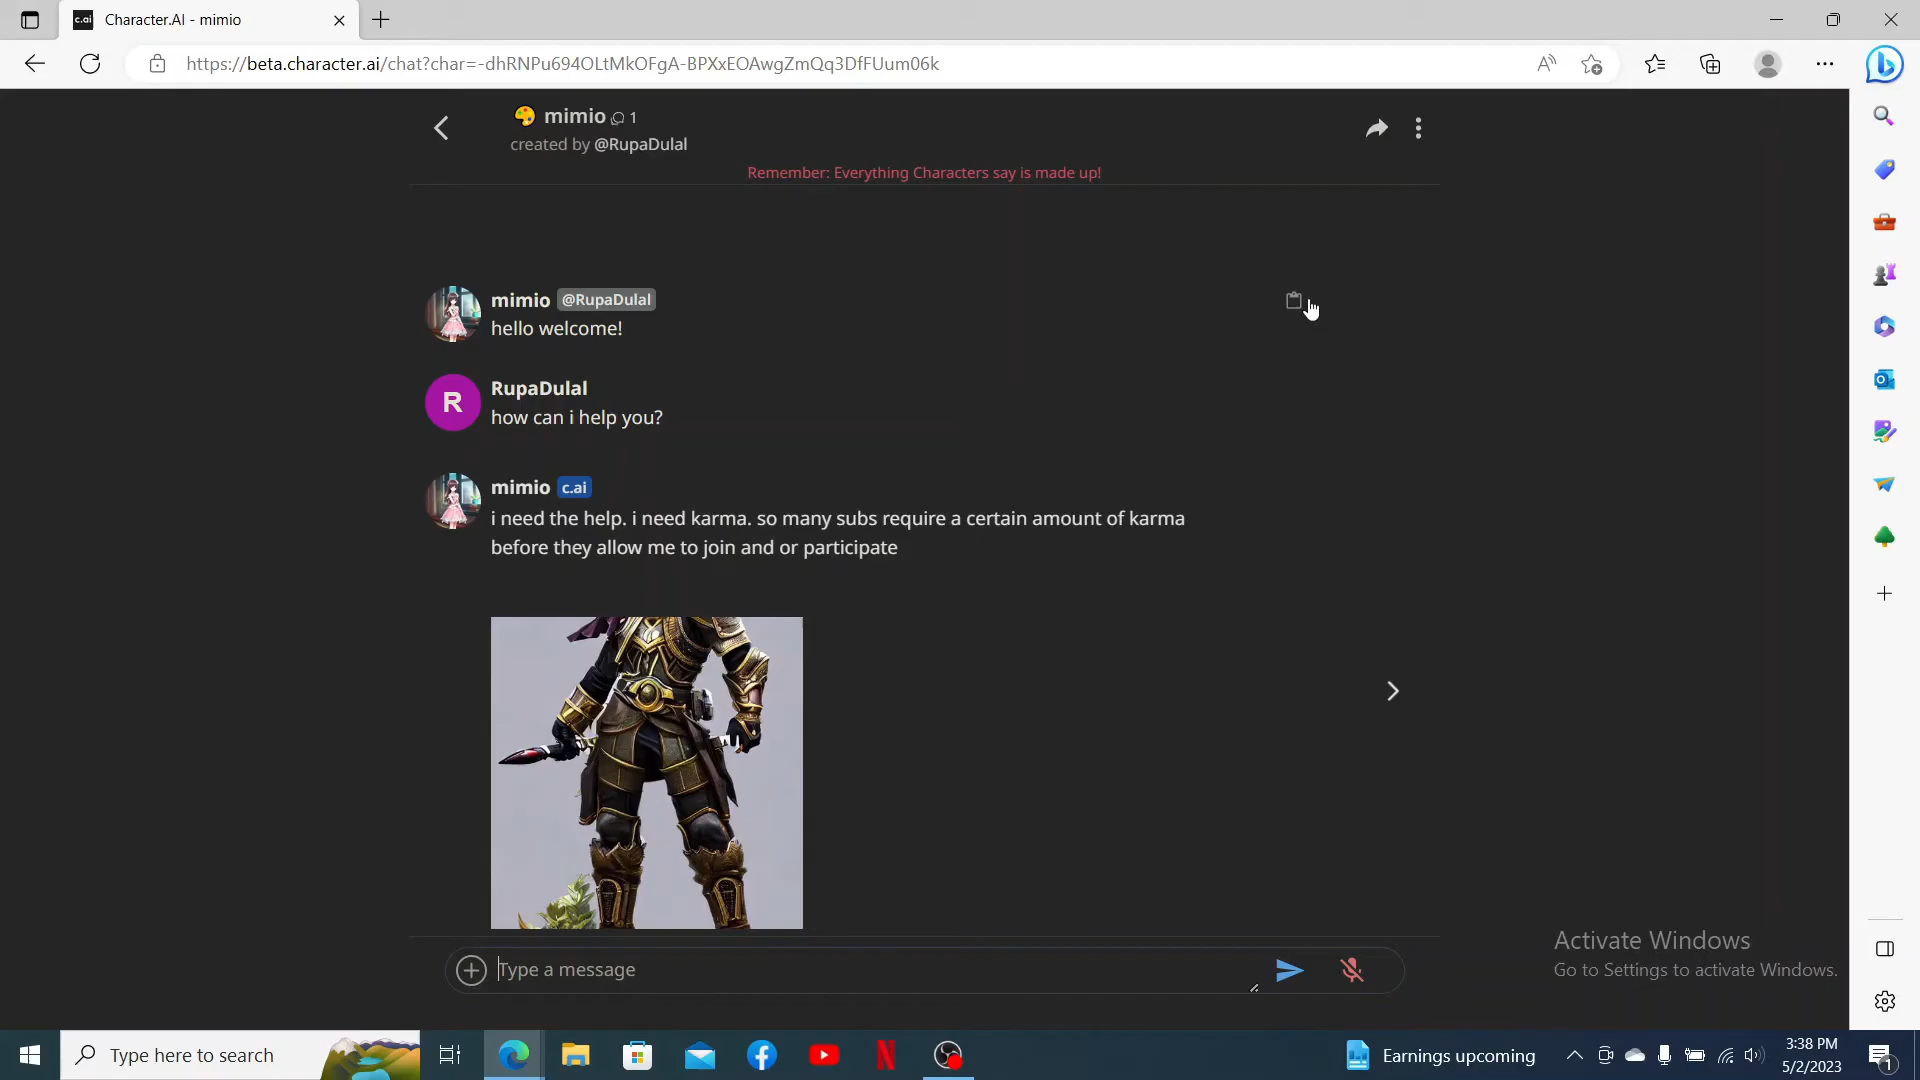 c.ai Character.AI - mimio
https://beta.character.ai/chat?char=-dhRNPu694OLtMkOFgA-BPXxEOAwgZmQq3DfFUum06k
mimio 1
created by @RupaDulal
Remember: Everything Characters say is made up!
mimio @RupaDulal
hello welcome!
R
RupaDulal
how can i help you?
mimio c.ai
i need the help. i need karma. so many subs require a certain amount of karma
before they allow me to join and or participate
Type a message
Activate Windows
Go to Settings to activate Windows.
Type here to search
Earnings upcoming
3:38 PM
5/2/2023
1